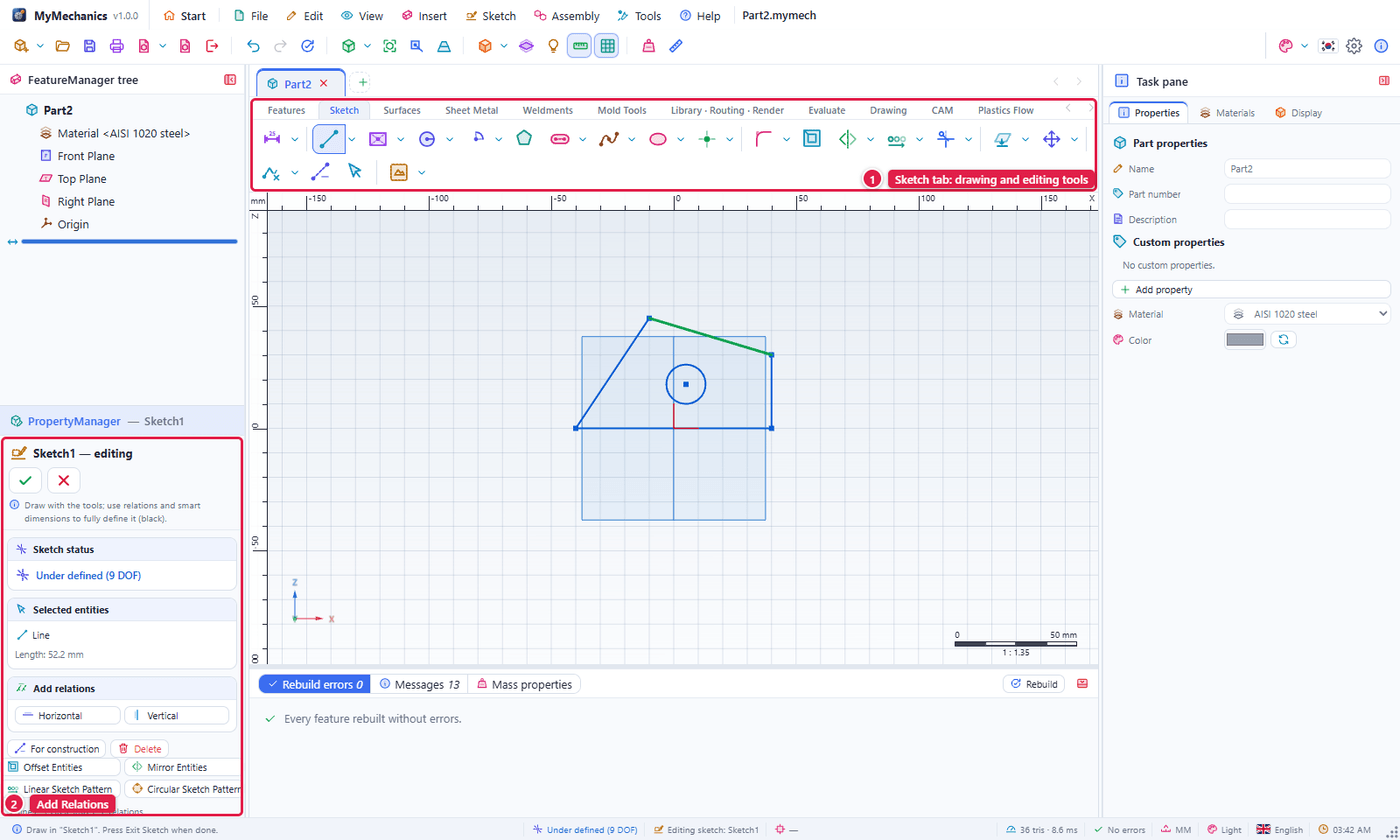 MyMechanics v1.0.0 Start File Edit View Insert Sketch Assembly Tools Help Part2.mymech
FeatureManager tree
Part2
Material <AISI 1020 steel>
Front Plane
Top Plane
Right Plane
Origin
PropertyManager — Sketch1
Sketch1 — editing
Draw with the tools; use relations and smart
dimensions to fully define it (black).
Sketch status
Under defined (9 DOF)
Selected entities
Line
Length: 52.2 mm
Add relations
Horizontal Vertical
For construction Delete
Offset Entities Mirror Entities
Linear Sketch Pattern Circular Sketch Pattern
2 Add Relations
Part2
Features Sketch Surfaces Sheet Metal Weldments Mold Tools Library · Routing · Render Evaluate Drawing CAM Plastics Flow
25
1 Sketch tab: drawing and editing tools
mm -150 -100 -50 0 50 100 150 X
Z
50
0
-50
Z
X
0 50 mm
1 : 1.35
Rebuild errors 0 Messages 13 Mass properties Rebuild
Every feature rebuilt without errors.
Task pane
Properties Materials Display
Part properties
Name Part2
Part number
Description
Custom properties
No custom properties.
Add property
Material AISI 1020 steel
Color
Draw in "Sketch1". Press Exit Sketch when done. Under defined (9 DOF) Editing sketch: Sketch1 — 36 tris · 8.6 ms No errors MM Light English 03:42 AM